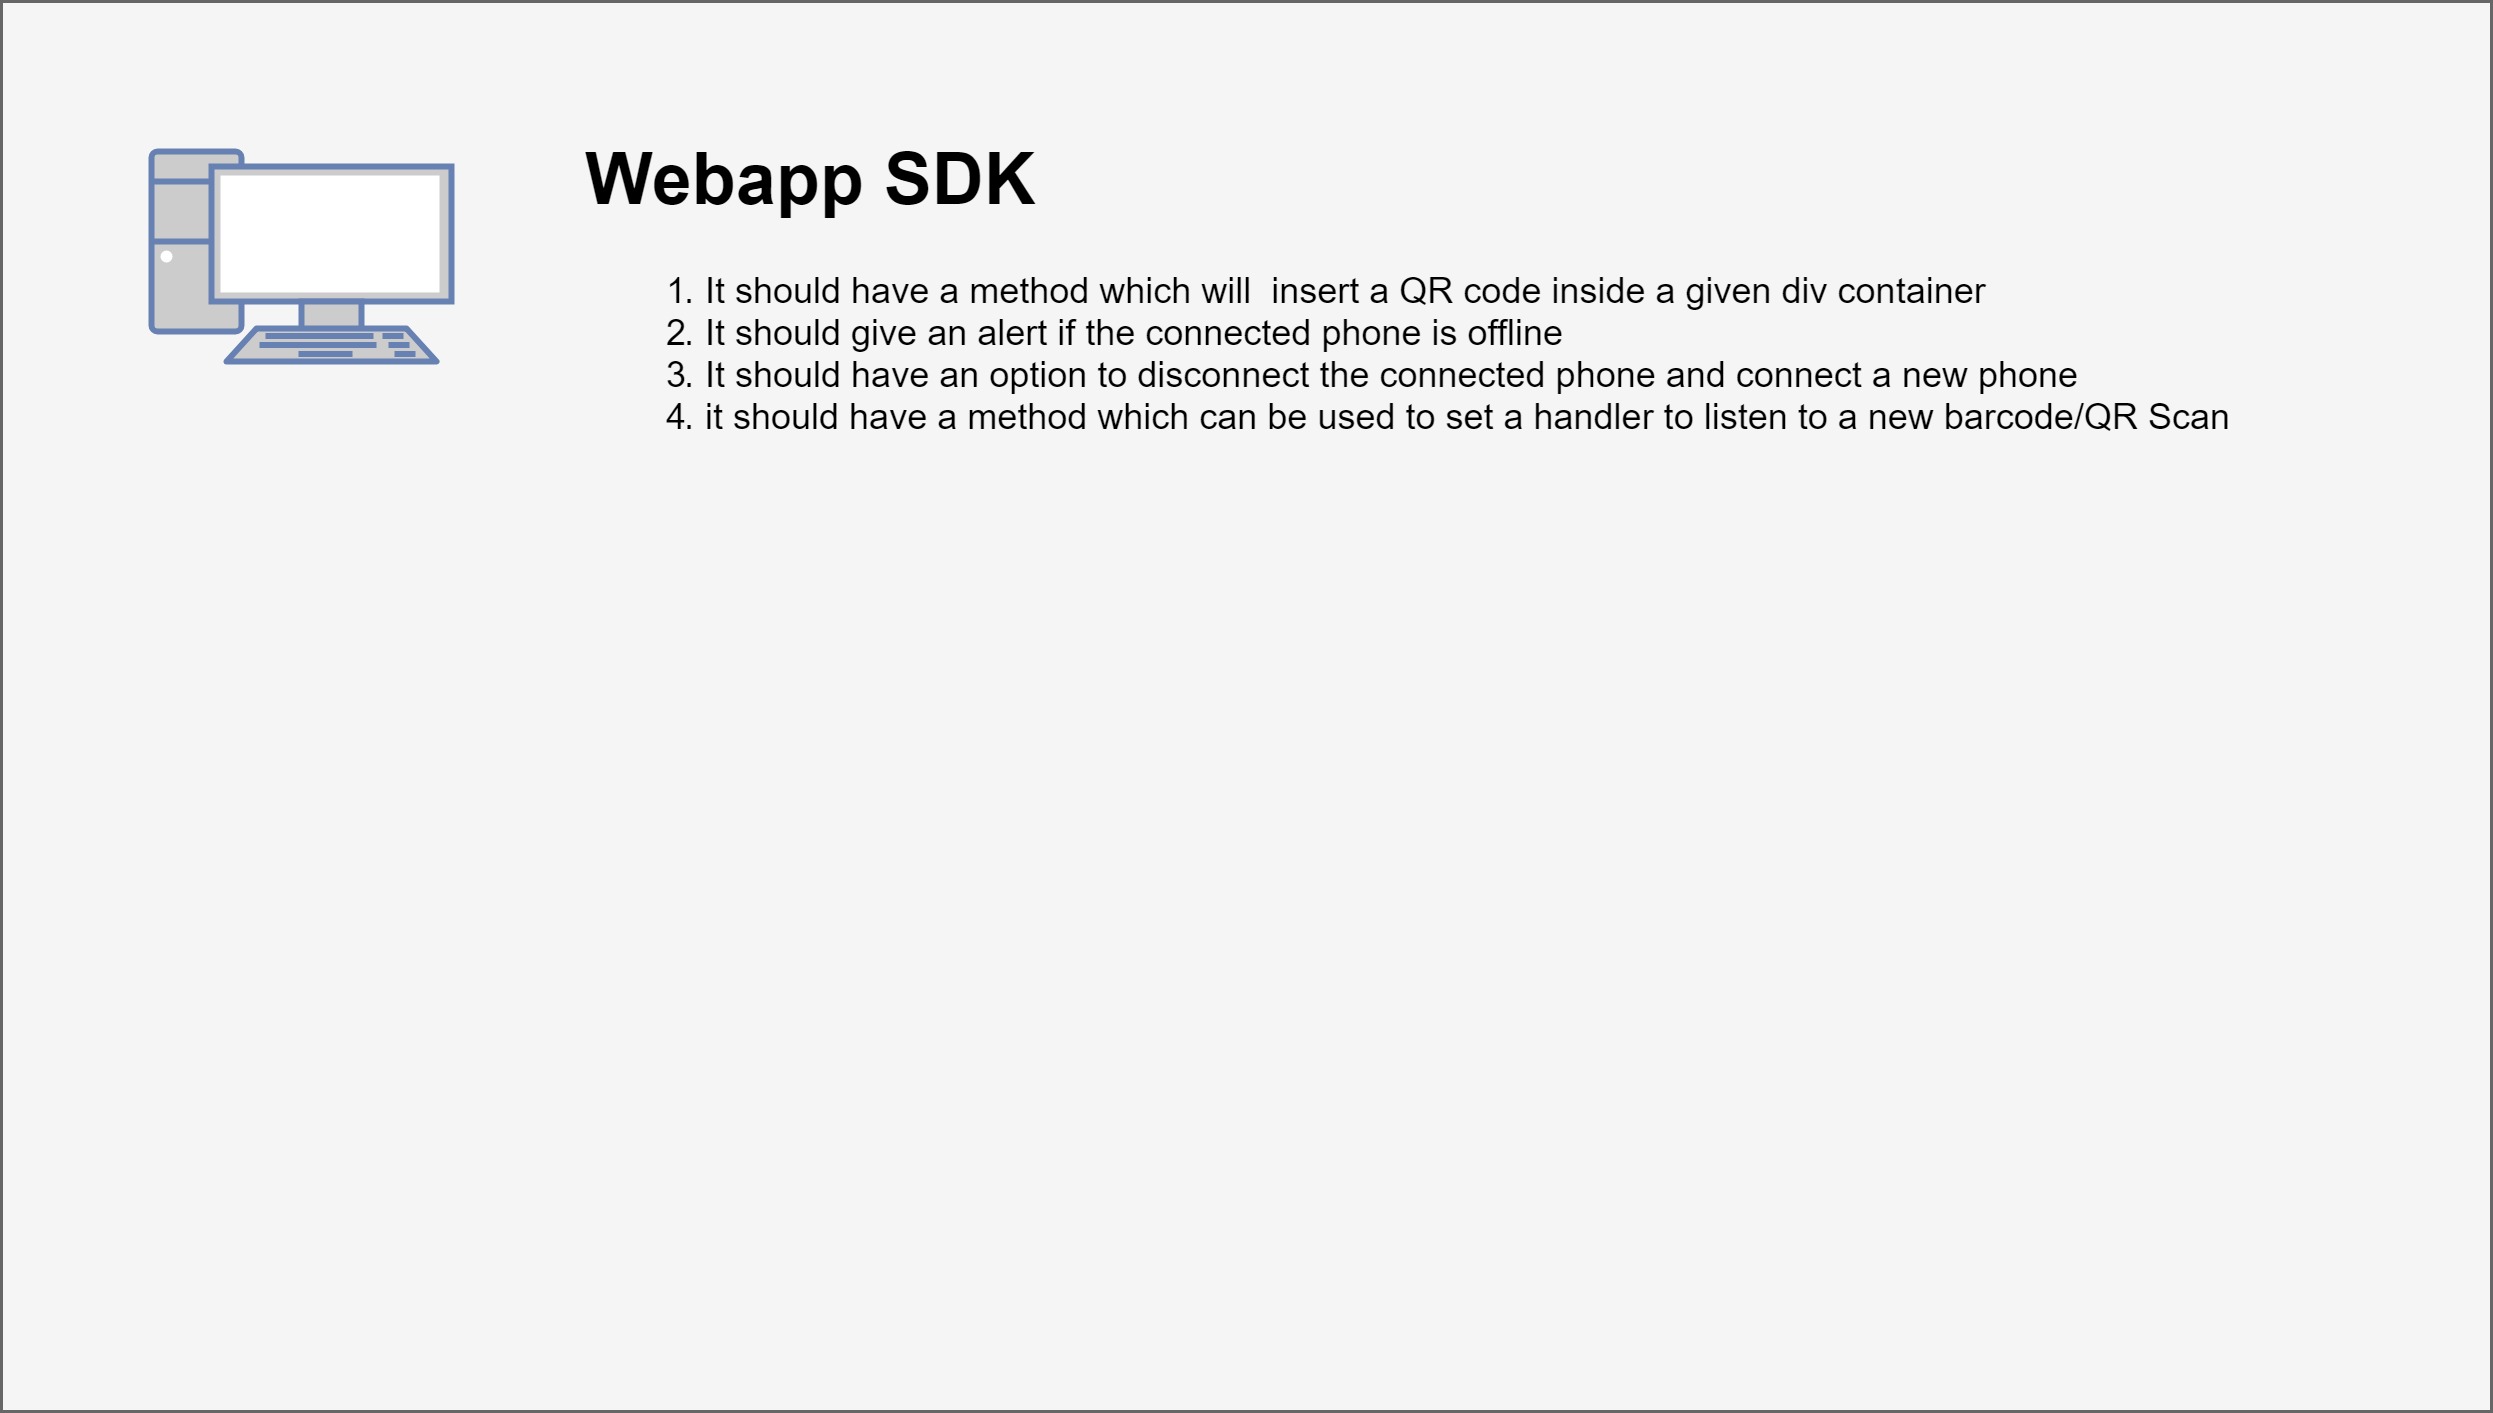 Webapp SDK
1. It should have a method which will  insert a QR code inside a given div container
2. It should give an alert if the connected phone is offline
3. It should have an option to disconnect the connected phone and connect a new phone
4. it should have a method which can be used to set a handler to listen to a new barcode/QR Scan